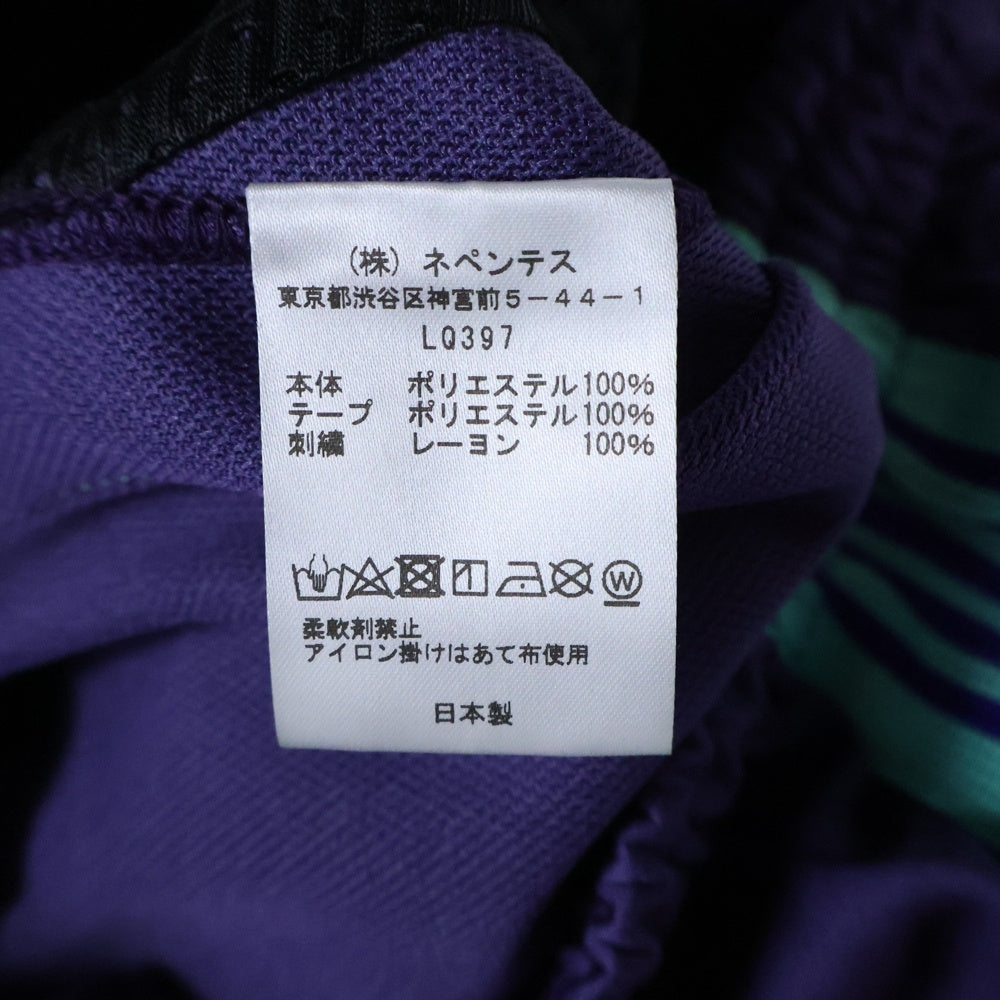 （株）ネペンテス
東京都渋谷区神宮前5-44-1
LQ397
本体 ポリエステル100%
テープ ポリエステル100%
刺繍 レーヨン 100%
W
柔軟剤禁止
アイロン掛けはあて布使用
日本製